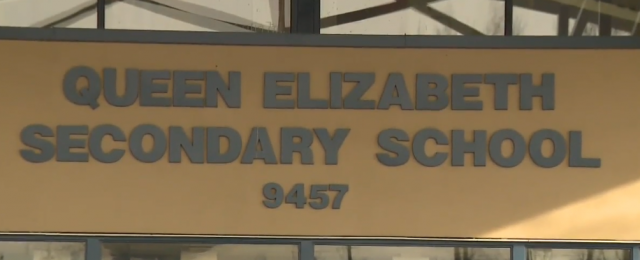 QUEEN ELIZABETH
SECONDARY SCHOOL
9457